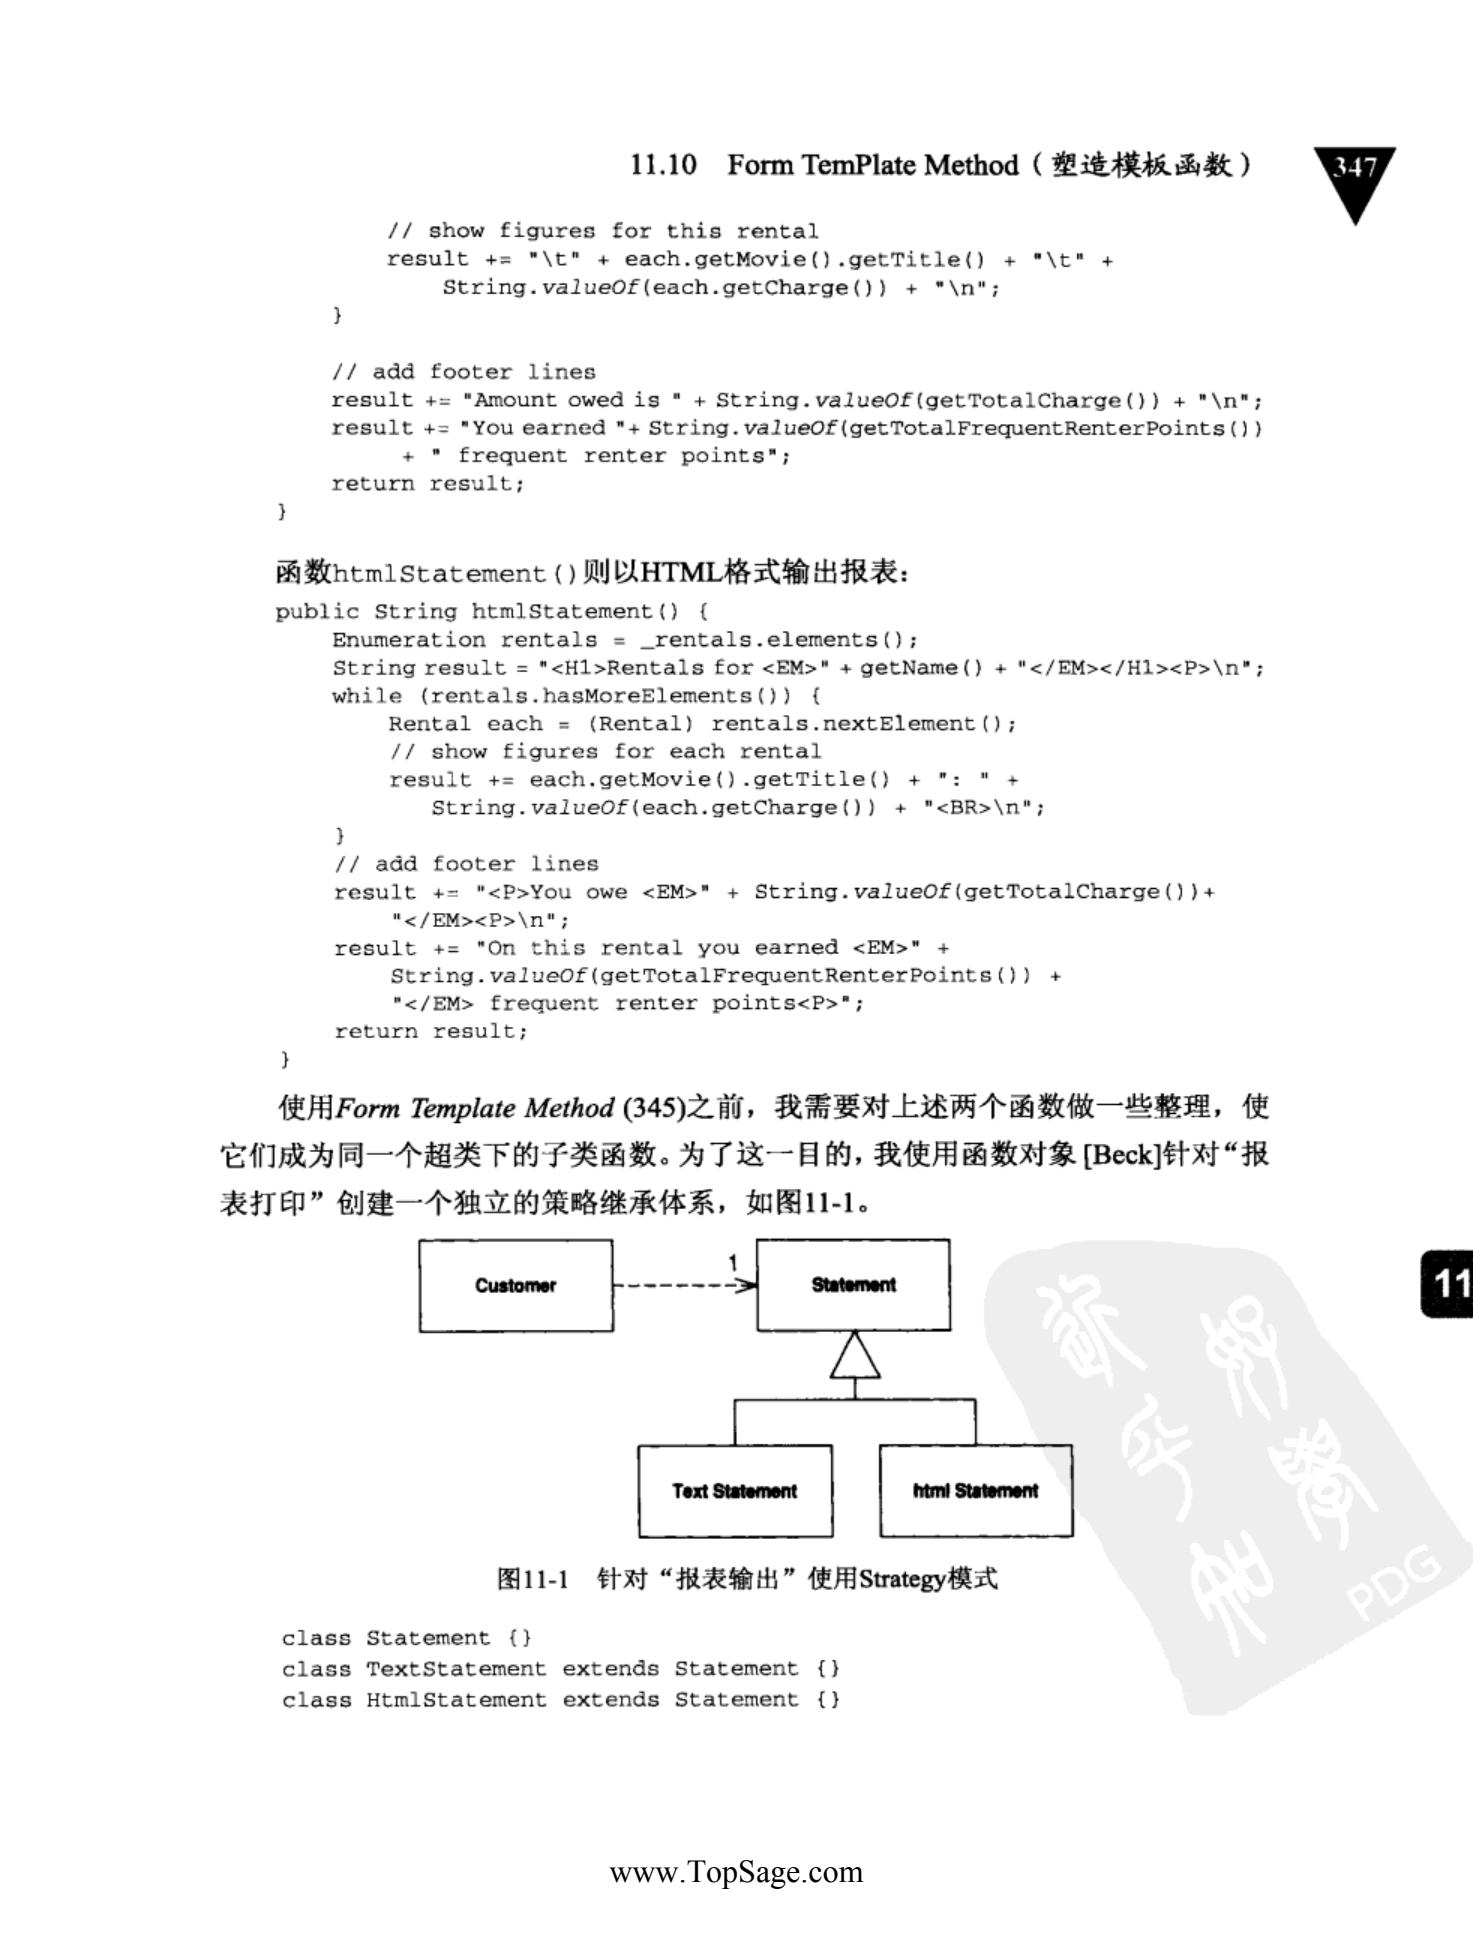 11.10 Form TemPlate Method（塑造模板函数）
347
// show figures for this rental
result += "\t" + each.getMovie().getTitle() + "\t" +
String.valueOf(each.getCharge()) + "\n";
}
// add footer lines
result += "Amount owed is " + String.valueOf(getTotalCharge()) + "\n";
result += "You earned "+ String.valueOf(getTotalFrequentRenterPoints())
+ " frequent renter points";
return result;
}
函数htmlStatement()则以HTML格式输出报表：
public String htmlStatement() {
Enumeration rentals = _rentals.elements();
String result = "<H1>Rentals for <EM>" + getName() + "</EM></H1><P>\n";
while (rentals.hasMoreElements()) {
Rental each = (Rental) rentals.nextElement();
// show figures for each rental
result += each.getMovie().getTitle() + ": " +
String.valueOf(each.getCharge()) + "<BR>\n";
}
// add footer lines
result += "<P>You owe <EM>" + String.valueOf(getTotalCharge())+
"</EM><P>\n";
result += "On this rental you earned <EM>" +
String.valueOf(getTotalFrequentRenterPoints()) +
"</EM> frequent renter points<P>";
return result;
}
使用Form Template Method (345)之前，我需要对上述两个函数做一些整理，使
它们成为同一个超类下的子类函数。为了这一目的，我使用函数对象[Beck]针对“报
表打印”创建一个独立的策略继承体系，如图11-1。
Customer
1
Statement
11
Text Statement
html Statement
PDG
图11-1 针对“报表输出”使用Strategy模式
class Statement {}
class TextStatement extends Statement {}
class HtmlStatement extends Statement {}
www.TopSage.com